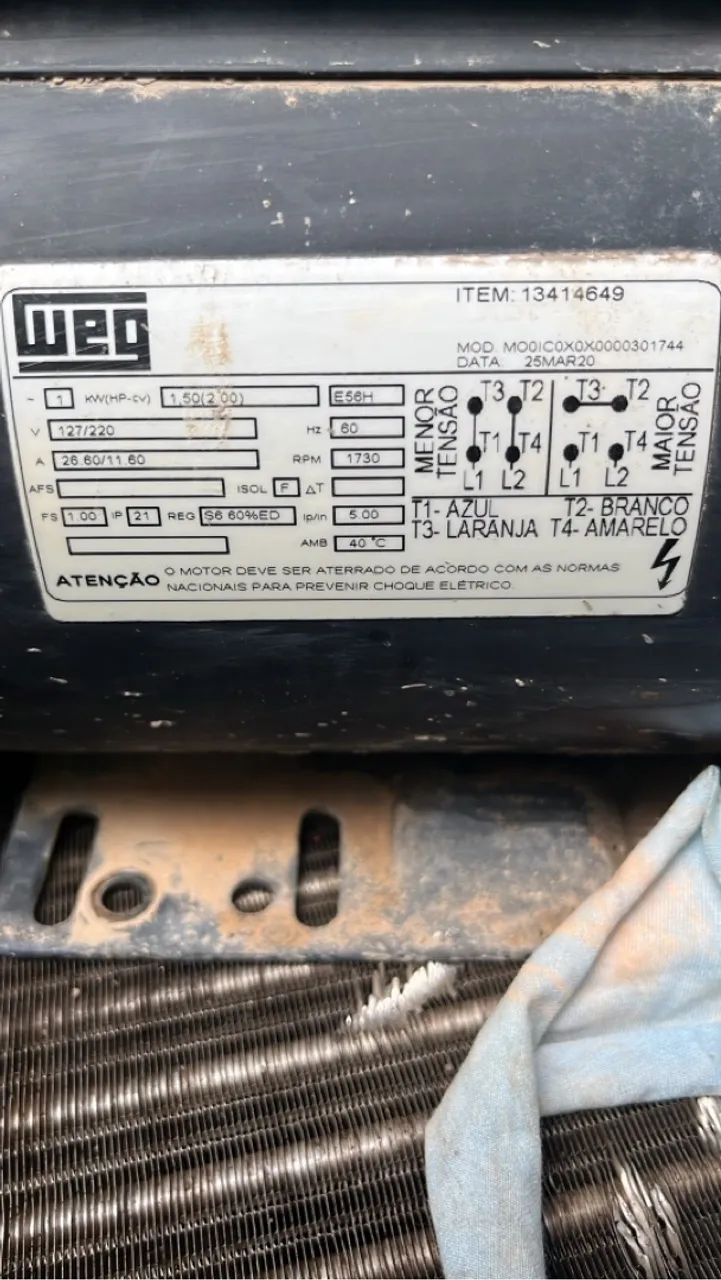 WEG
ITEM: 13414649
MOD. MO0IC0X0X0000301744
DATA 25MAR20
~ 1 KW(HP-cv) 1,50(2.00) E56H
V 127/220 Hz 60
A 26.60/11.60 RPM 1730
AFS ISOL F ΔT
FS 1.00 IP 21 REG S6 60%ED Ip/In 5.00
AMB 40°C
MENOR TENSÃO
T3 T2
T1 T4
L1 L2
T3 T2
T1 T4
L1 L2
MAIOR TENSÃO
T1- AZUL T2- BRANCO
T3- LARANJA T4- AMARELO
ATENÇÃO O MOTOR DEVE SER ATERRADO DE ACORDO COM AS NORMAS
NACIONAIS PARA PREVENIR CHOQUE ELÉTRICO.